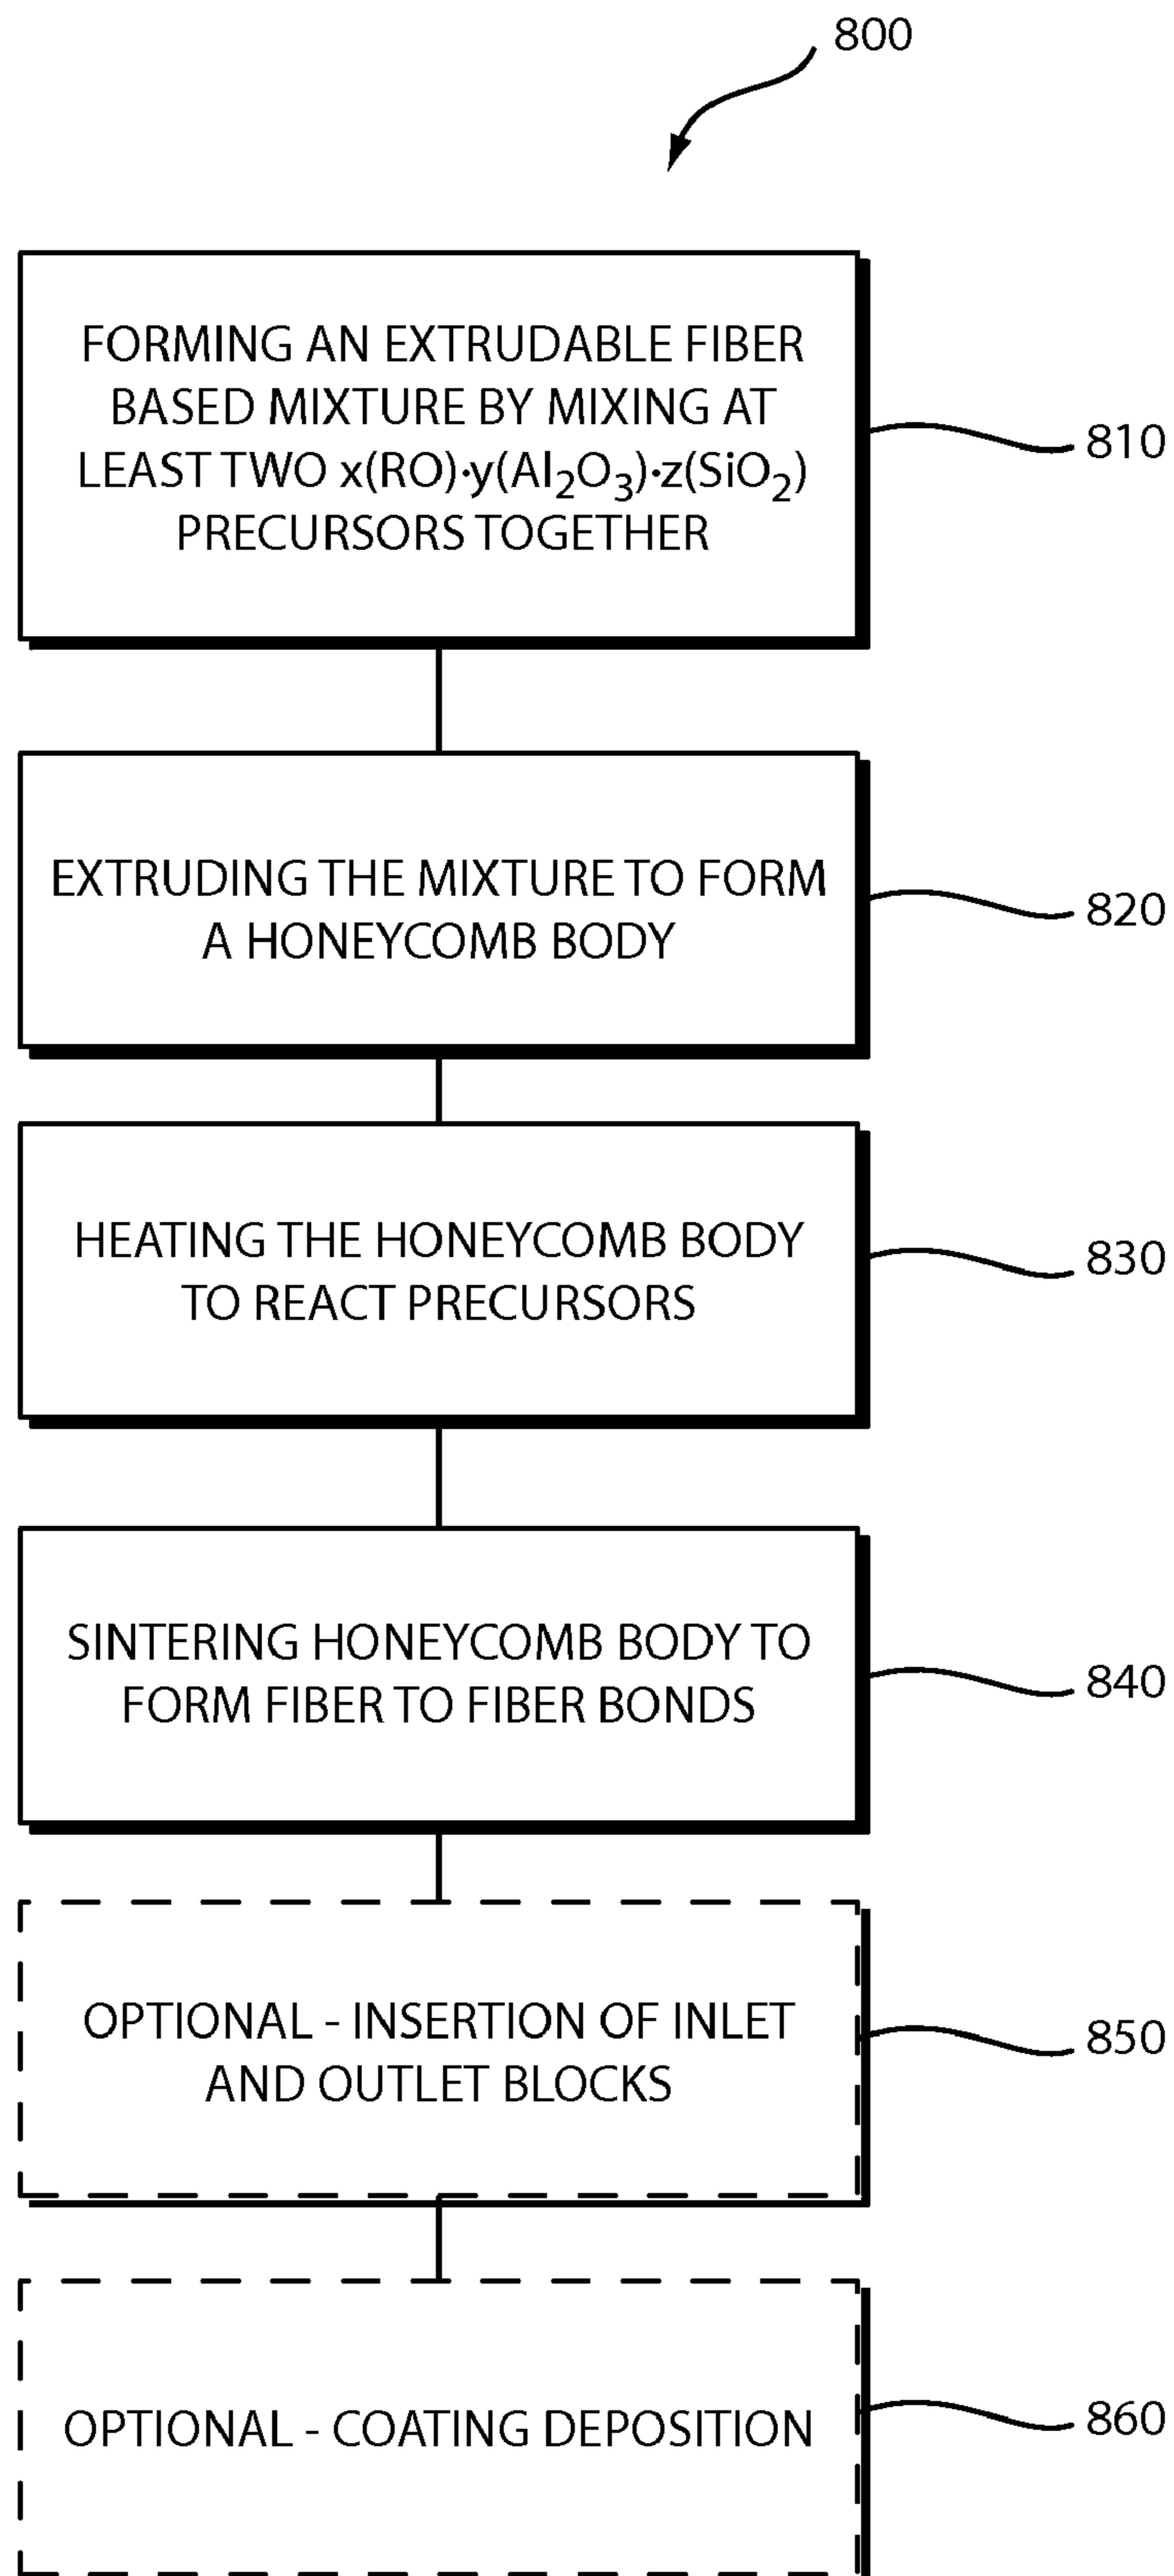 800
FORMING AN EXTRUDABLE FIBER
BASED MIXTURE BY MIXING AT
LEAST TWO x(RO)·y(Al₂O₃)·z(SiO₂)
PRECURSORS TOGETHER
810
EXTRUDING THE MIXTURE TO FORM
A HONEYCOMB BODY
820
HEATING THE HONEYCOMB BODY
TO REACT PRECURSORS
830
SINTERING HONEYCOMB BODY TO
FORM FIBER TO FIBER BONDS
840
OPTIONAL - INSERTION OF INLET
AND OUTLET BLOCKS
850
OPTIONAL - COATING DEPOSITION
860